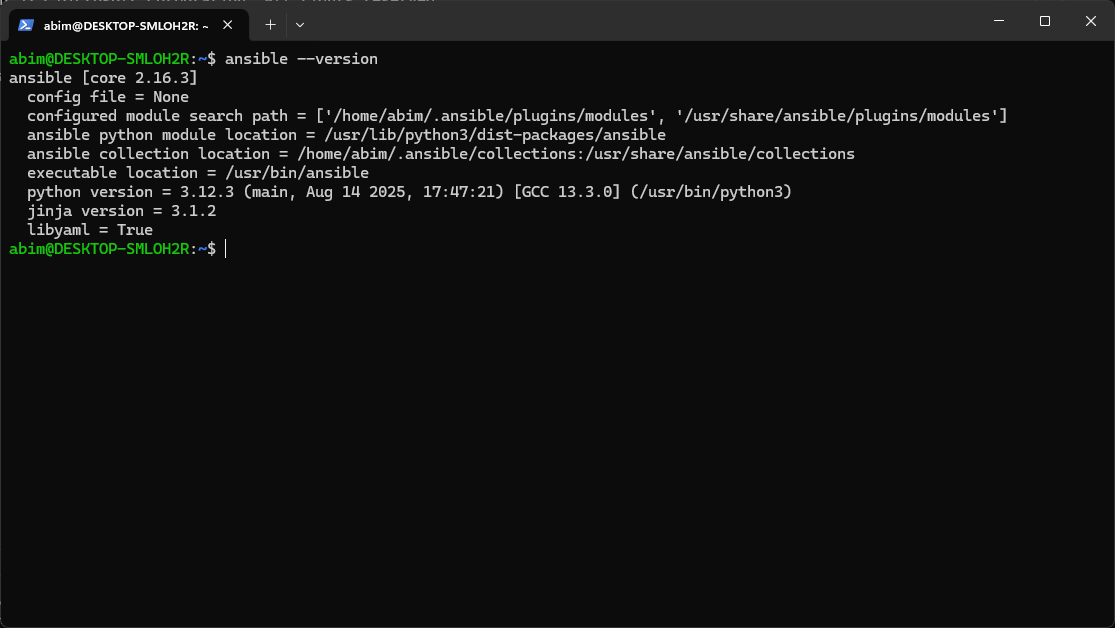 abim@DESKTOP-SMLOH2R: ~
abim@DESKTOP-SMLOH2R:~$ ansible --version
ansible [core 2.16.3]
  config file = None
  configured module search path = ['/home/abim/.ansible/plugins/modules', '/usr/share/ansible/plugins/modules']
  ansible python module location = /usr/lib/python3/dist-packages/ansible
  ansible collection location = /home/abim/.ansible/collections:/usr/share/ansible/collections
  executable location = /usr/bin/ansible
  python version = 3.12.3 (main, Aug 14 2025, 17:47:21) [GCC 13.3.0] (/usr/bin/python3)
  jinja version = 3.1.2
  libyaml = True
abim@DESKTOP-SMLOH2R:~$